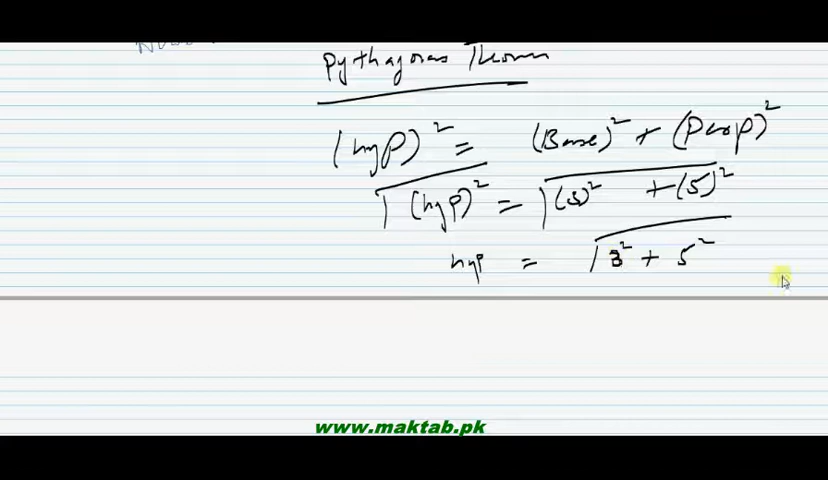 Pythagoras Theorem
(hyp)² = (Base)² + (Perp)²
√(hyp)² = √(3)² + (5)²
hyp = √3² + 5²
www.maktab.pk